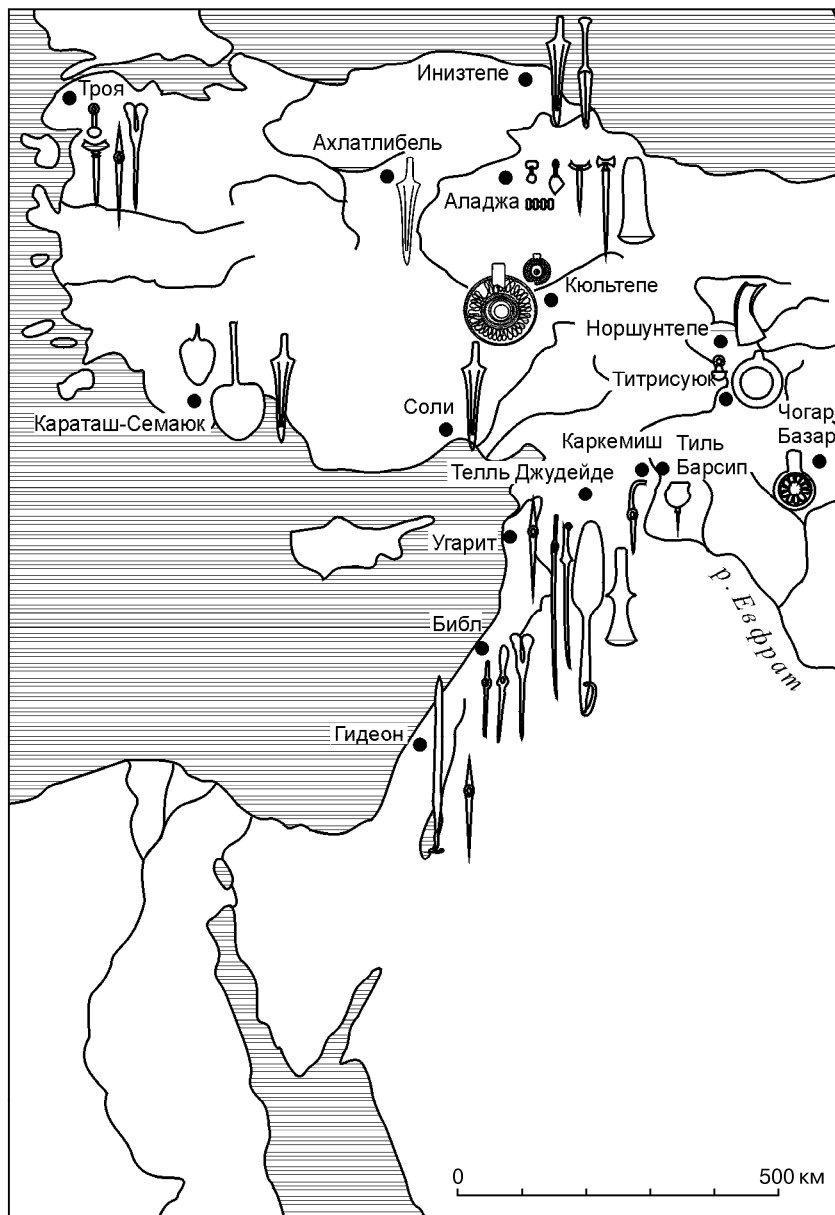 Инизтепе
Троя
Ахлатлибель
Аладжа
Кюльтепе
Норшунтепе
Титрисуюк
Чогар
Базар
Караташ-Семаюк
Соли
Каркемиш
Тиль
Барсип
Телль Джудейде
Угарит
р. Евфрат
Библ
Гидеон
0
500 км